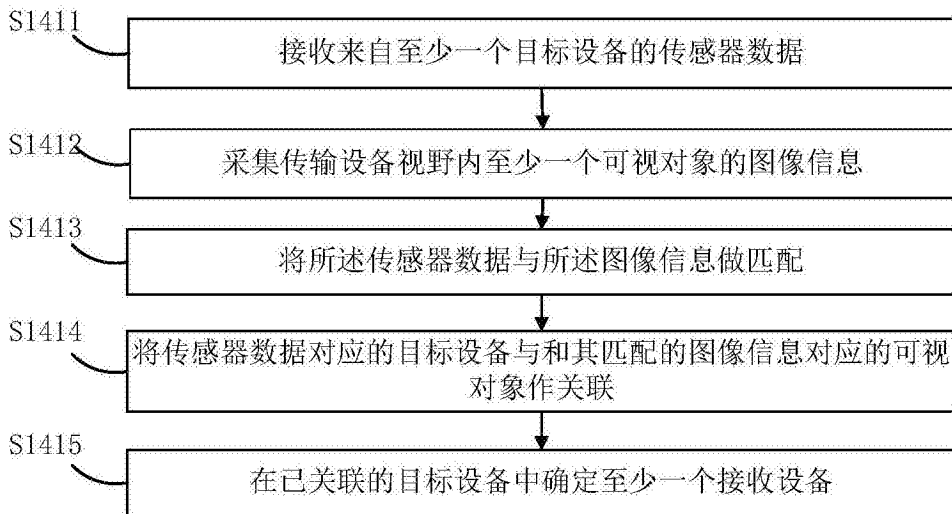 S1411
接收来自至少一个目标设备的传感器数据
S1412
采集传输设备视野内至少一个可视对象的图像信息
S1413
将所述传感器数据与所述图像信息做匹配
S1414
将传感器数据对应的目标设备与和其匹配的图像信息对应的可视
对象作关联
S1415
在已关联的目标设备中确定至少一个接收设备